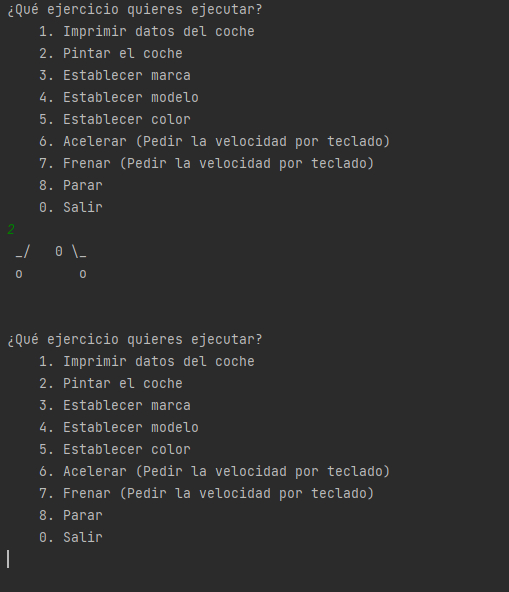 ¿Qué ejercicio quieres ejecutar?
    1. Imprimir datos del coche
    2. Pintar el coche
    3. Establecer marca
    4. Establecer modelo
    5. Establecer color
    6. Acelerar (Pedir la velocidad por teclado)
    7. Frenar (Pedir la velocidad por teclado)
    8. Parar
    0. Salir
2
 _/   0 \_
 o       o
¿Qué ejercicio quieres ejecutar?
    1. Imprimir datos del coche
    2. Pintar el coche
    3. Establecer marca
    4. Establecer modelo
    5. Establecer color
    6. Acelerar (Pedir la velocidad por teclado)
    7. Frenar (Pedir la velocidad por teclado)
    8. Parar
    0. Salir